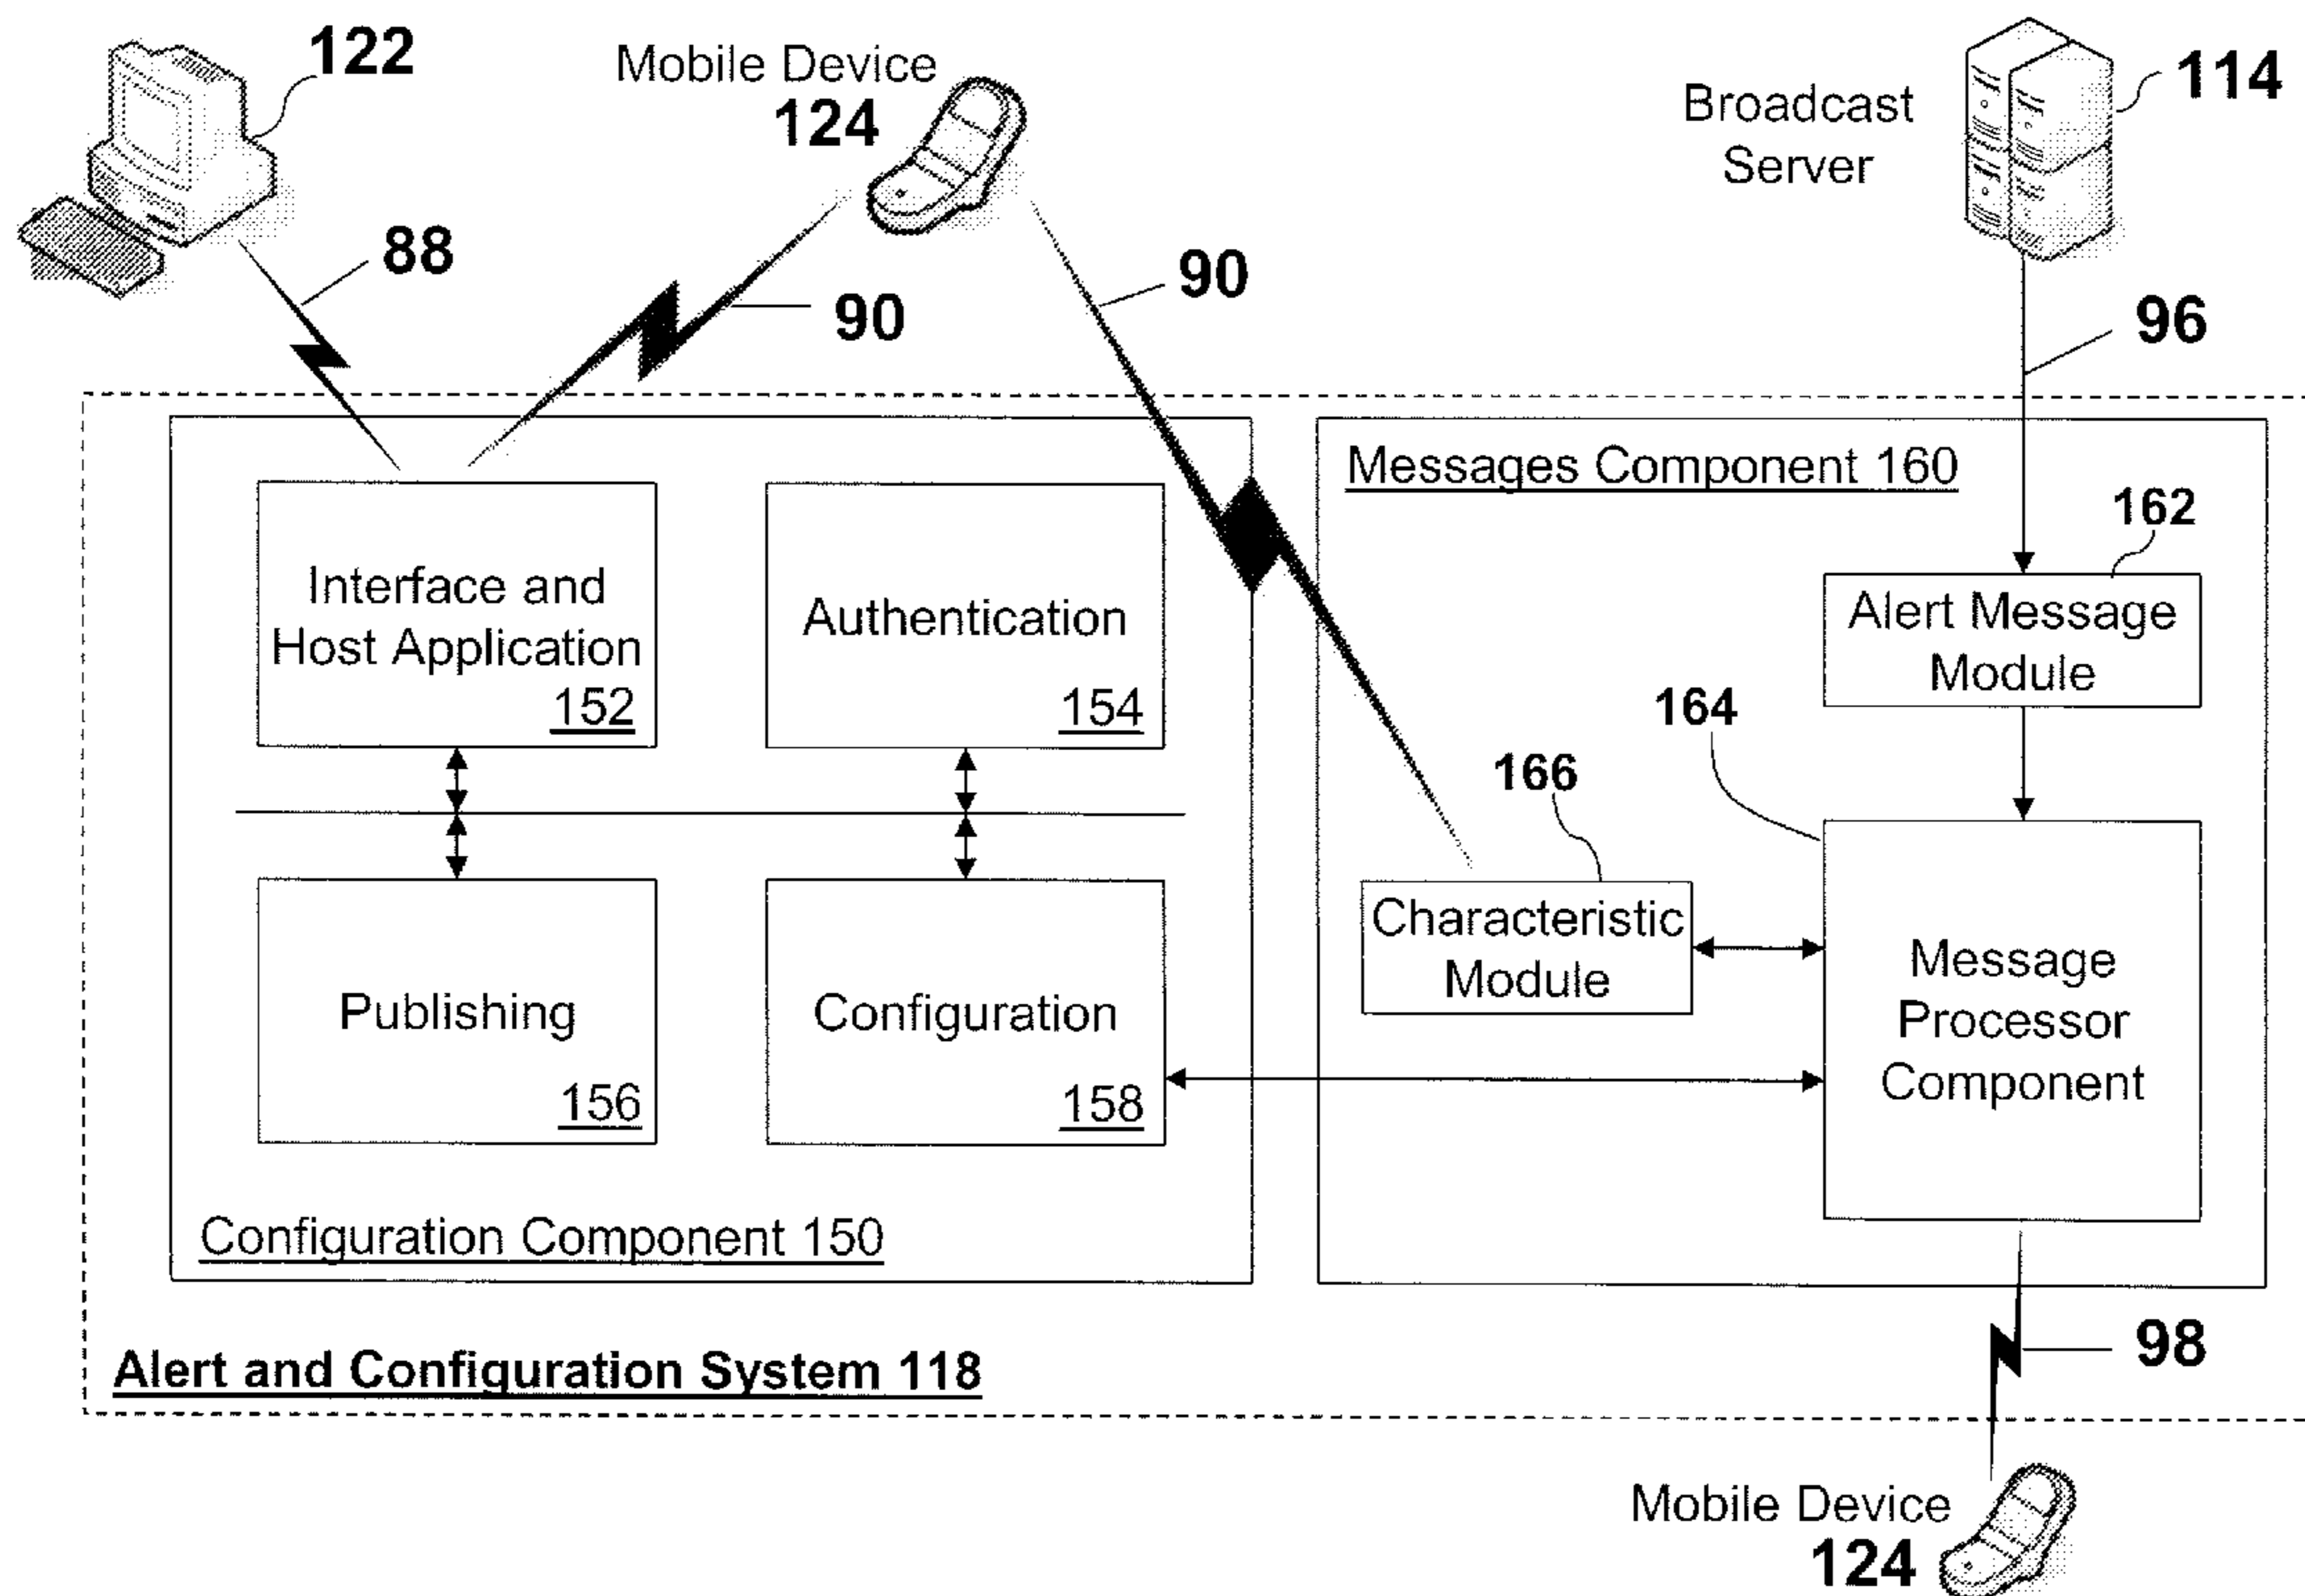 122
Mobile Device
124
Broadcast
Server
114
88
90
90
96
Messages Component 160
162
Interface and
Host Application
152
Authentication
154
Alert Message
Module
164
166
Characteristic
Module
Message
Processor
Component
Publishing
156
Configuration
158
Configuration Component 150
Alert and Configuration System 118
98
Mobile Device
124